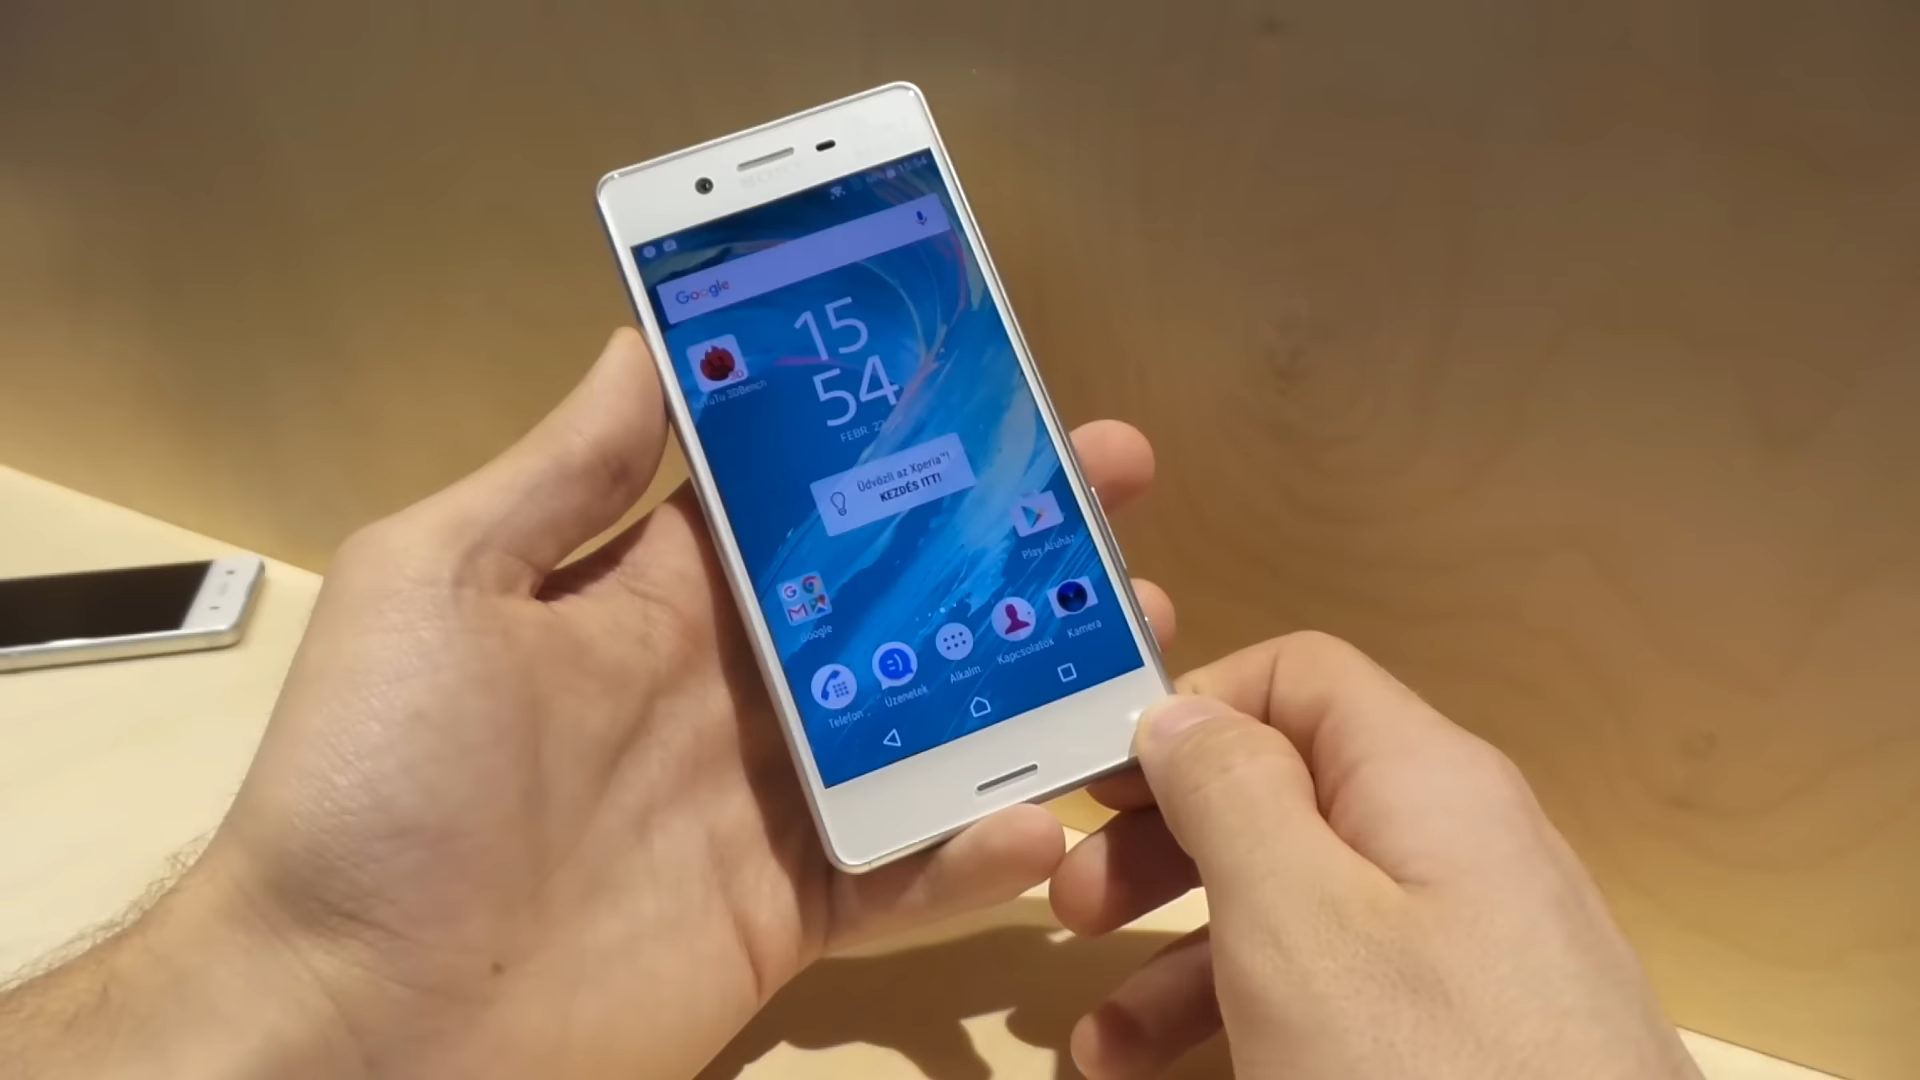 SONY
15:54
Google
15
54
FEBR. 22
AnTuTu 3DBench
Üdvözli az Xperia™!
KEZDÉS ITT!
Play Áruház
Google
Telefon
Üzenetek
Alkalm.
Kapcsolatok
Kamera